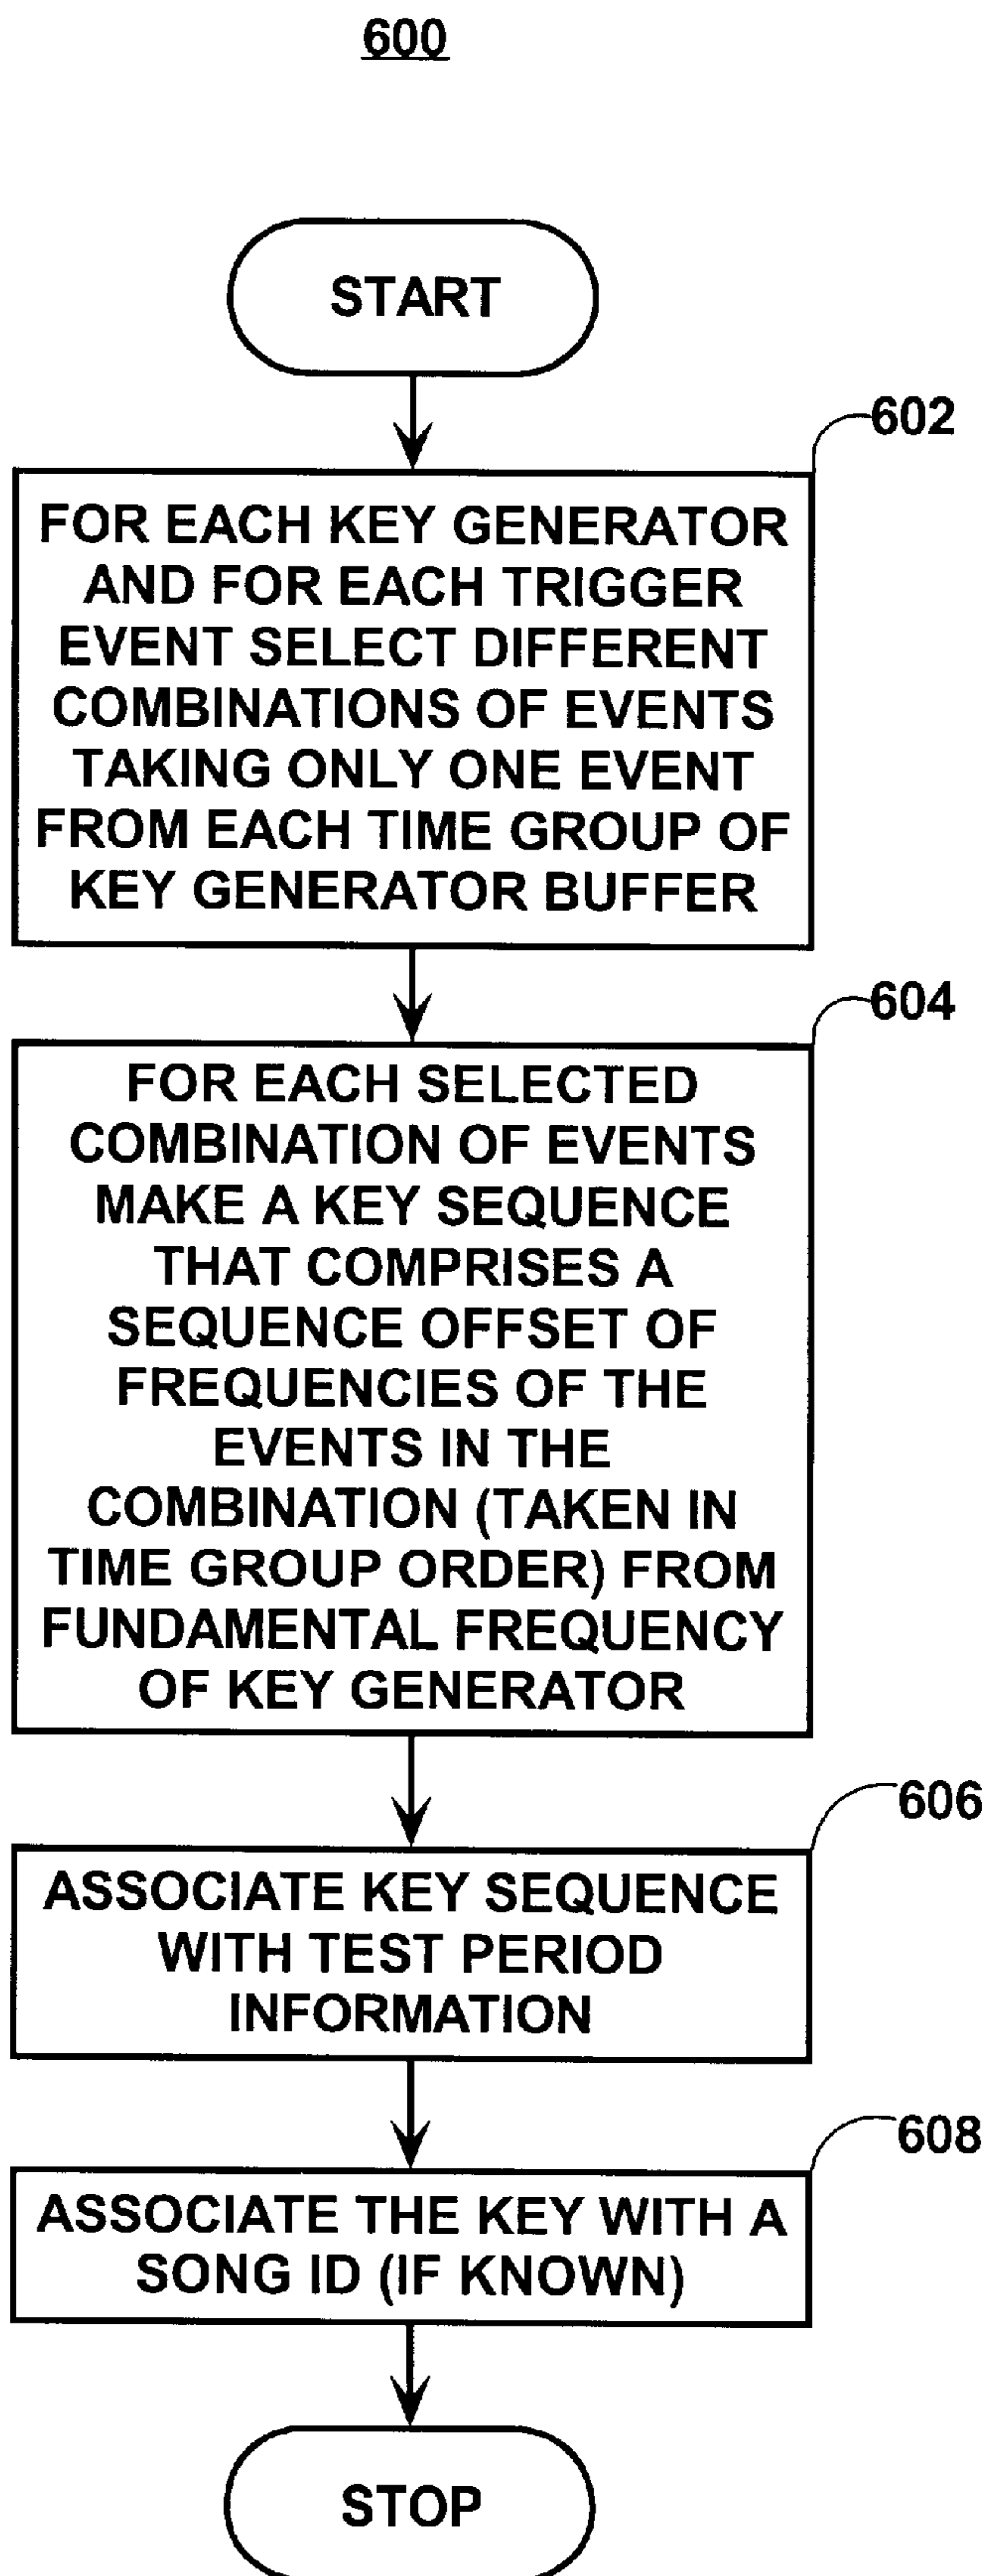 600
START
602
FOR EACH KEY GENERATOR
AND FOR EACH TRIGGER
EVENT SELECT DIFFERENT
COMBINATIONS OF EVENTS
TAKING ONLY ONE EVENT
FROM EACH TIME GROUP OF
KEY GENERATOR BUFFER
604
FOR EACH SELECTED
COMBINATION OF EVENTS
MAKE A KEY SEQUENCE
THAT COMPRISES A
SEQUENCE OFFSET OF
FREQUENCIES OF THE
EVENTS IN THE
COMBINATION (TAKEN IN
TIME GROUP ORDER) FROM
FUNDAMENTAL FREQUENCY
OF KEY GENERATOR
606
ASSOCIATE KEY SEQUENCE
WITH TEST PERIOD
INFORMATION
608
ASSOCIATE THE KEY WITH A
SONG ID (IF KNOWN)
STOP